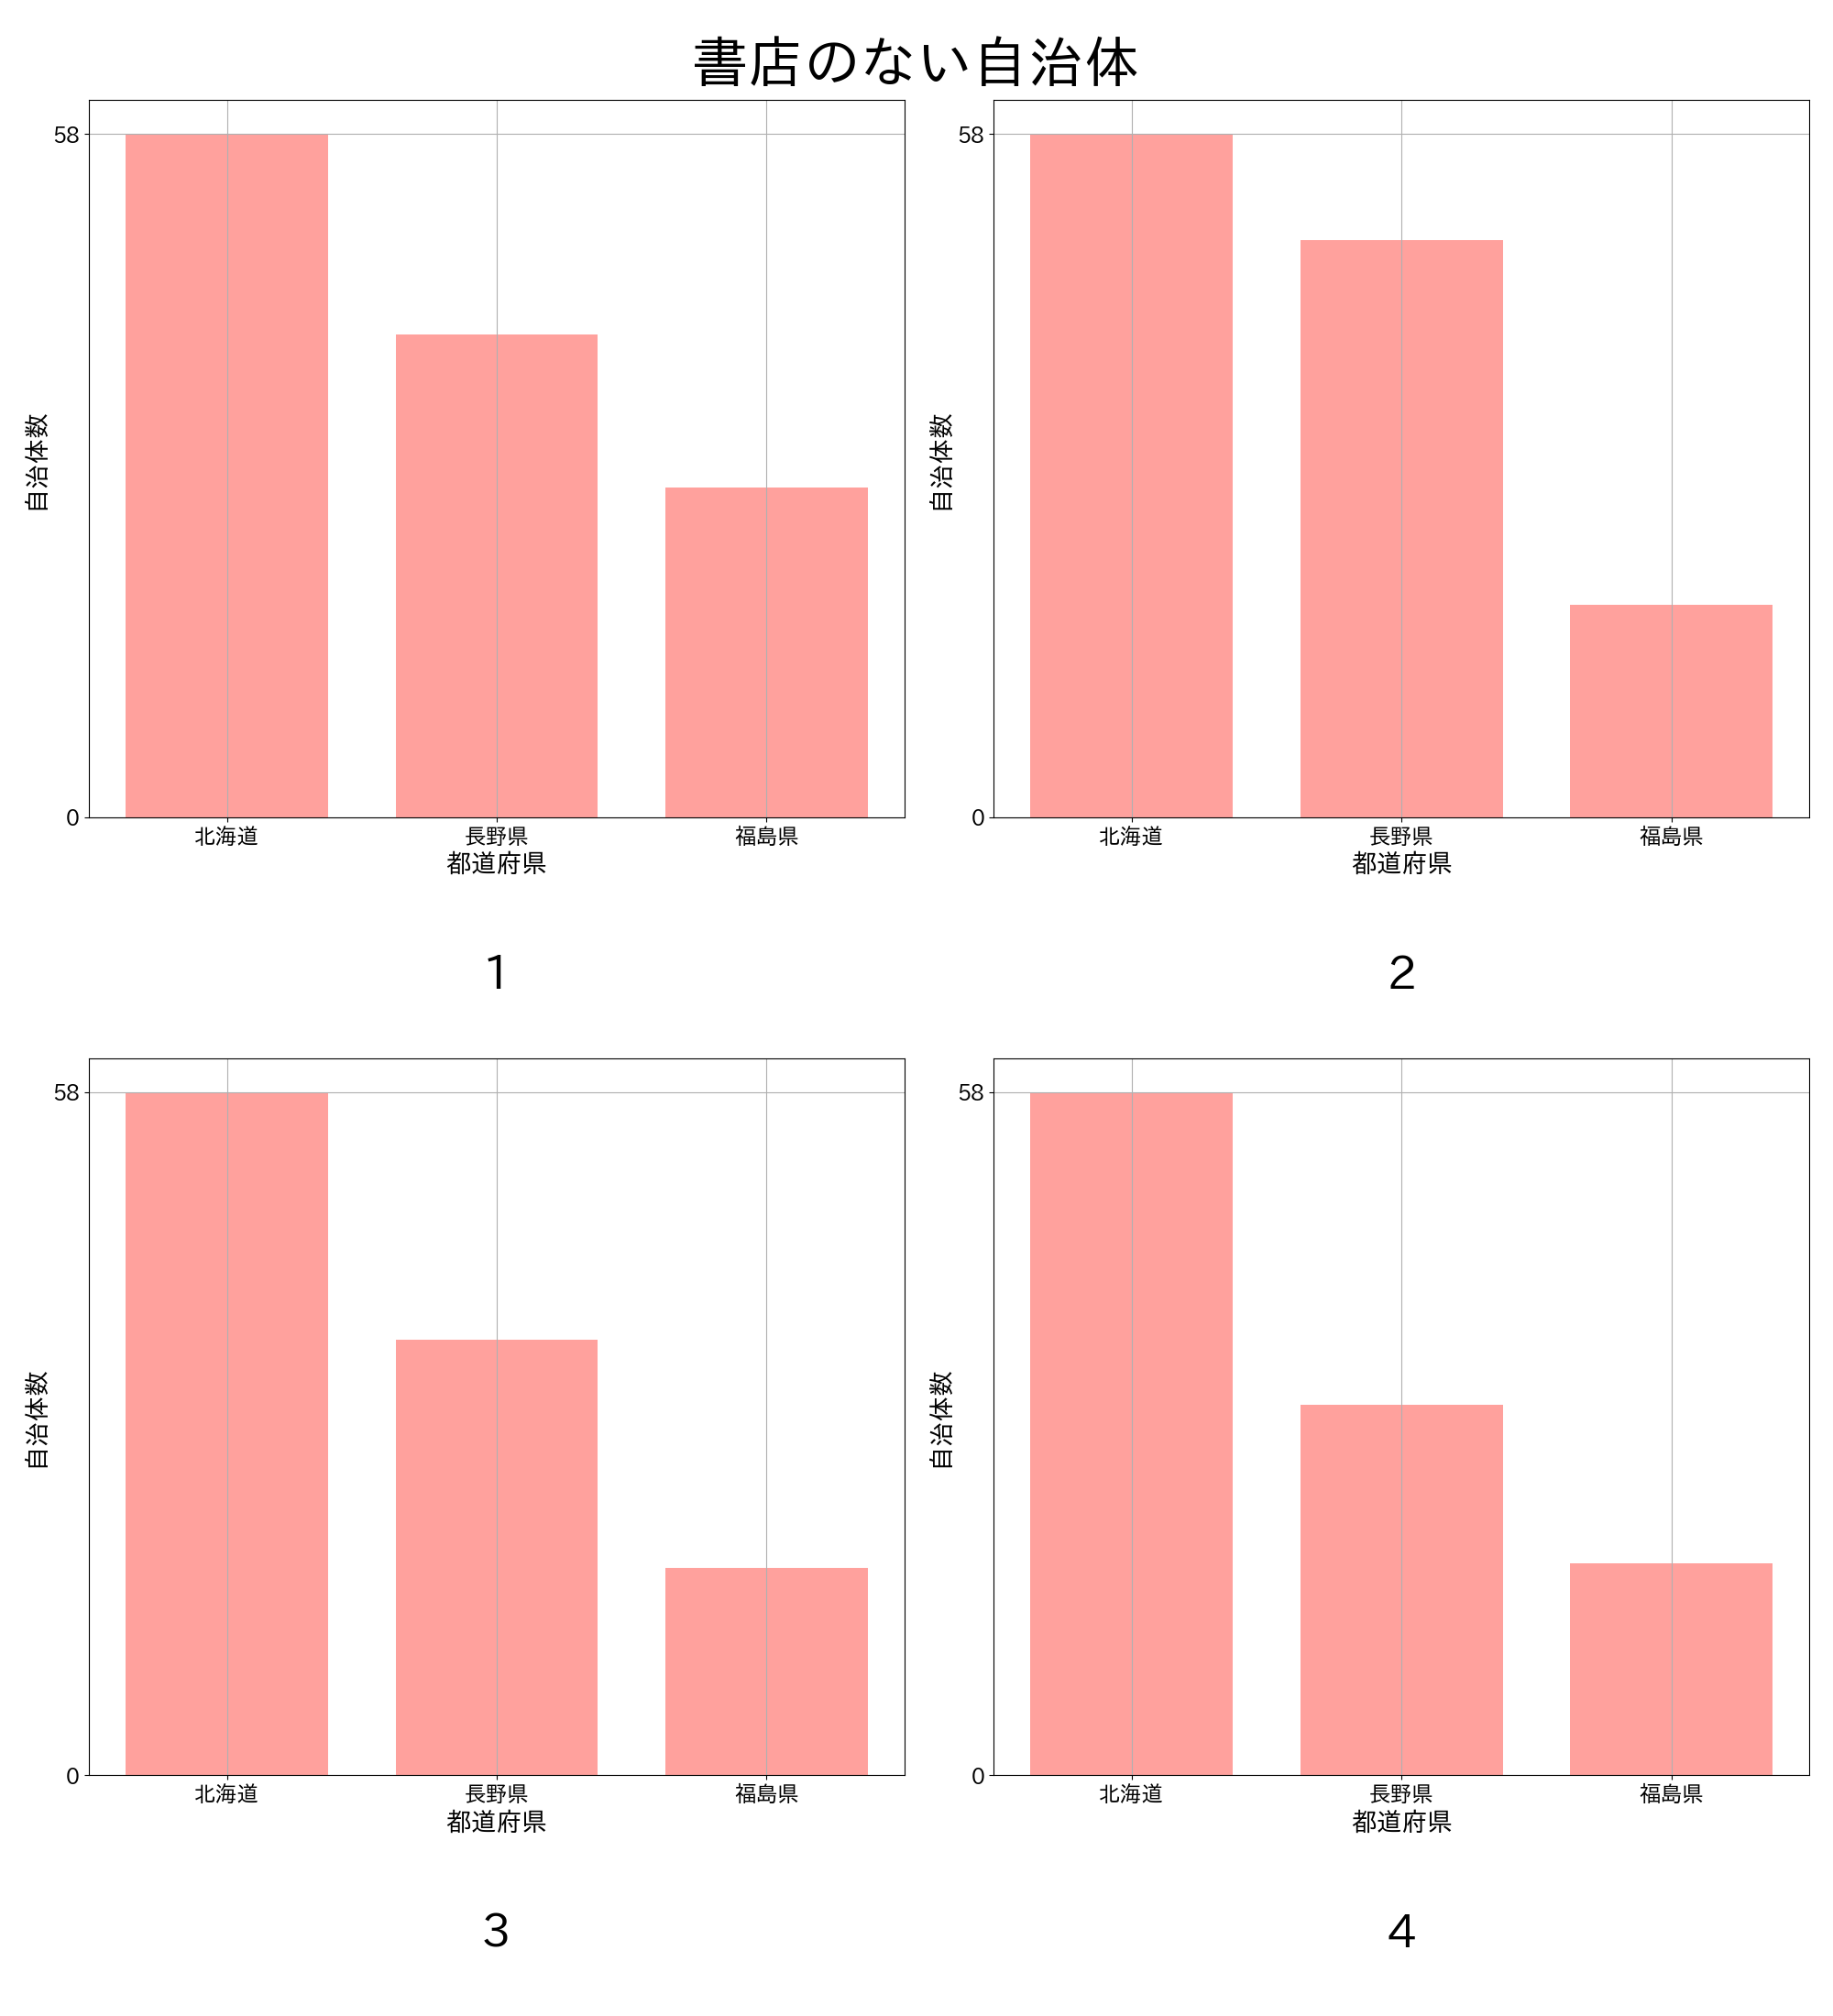 書店のない自治体
58
0
自治体数
北海道 長野県 福島県
都道府県
1
58
0
自治体数
北海道 長野県 福島県
都道府県
2
58
0
自治体数
北海道 長野県 福島県
都道府県
3
58
0
自治体数
北海道 長野県 福島県
都道府県
4